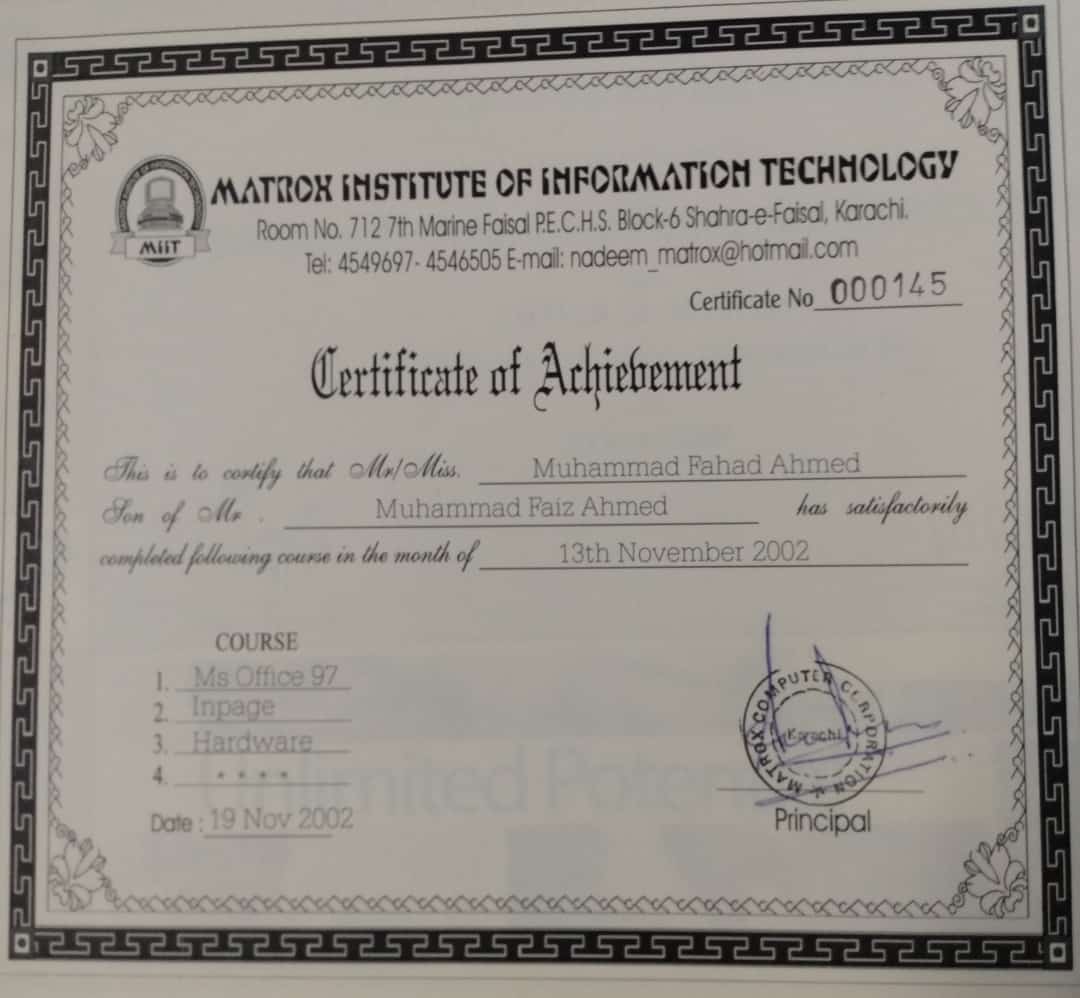 MATROX INSTITUTE OF INFORMATION TECHNOLOGY
MIIT
Room No. 712 7th Marine Faisal P.E.C.H.S. Block-6 Shahra-e-Faisal, Karachi.
Tel: 4549697- 4546505 E-mail: nadeem_matrox@hotmail.com
Certificate No 000145
Certificate of Achievement
This is to certify that Mr/Miss. Muhammad Fahad Ahmed
Son of Mr . Muhammad Faiz Ahmed has satisfactorily
completed following course in the month of 13th November 2002
COURSE
1. Ms Office 97
2. Inpage
3. Hardware
4. * * * *
Date : 19 Nov 2002
MATROX COMPUTER CORPORATION
Karachi
Principal
Unlimited Poten